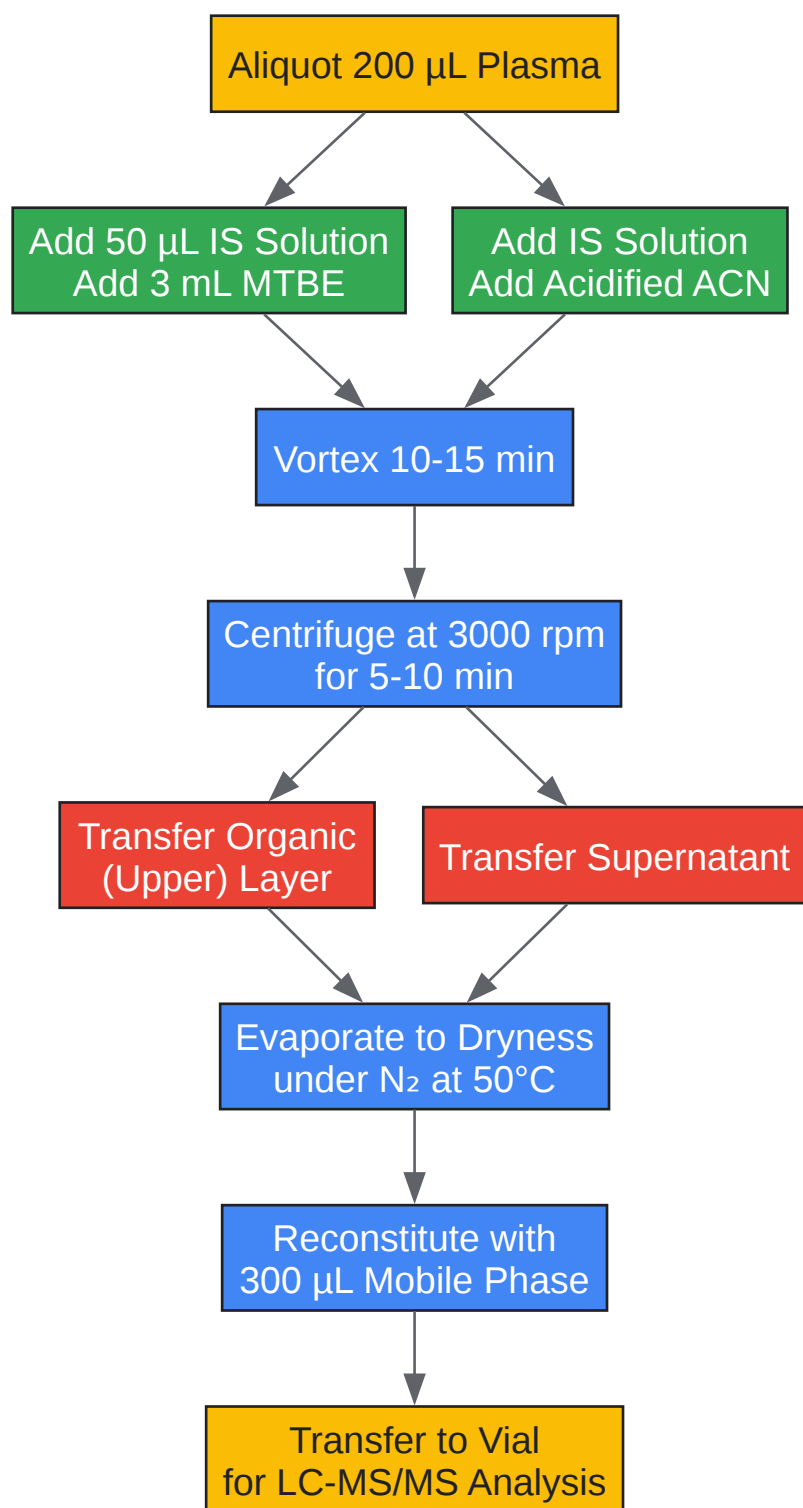 Aliquot 200 µL Plasma
Add 50 µL IS Solution
Add 3 mL MTBE
Add IS Solution
Add Acidified ACN
Vortex 10-15 min
Centrifuge at 3000 rpm
for 5-10 min
Transfer Organic
(Upper) Layer
Transfer Supernatant
Evaporate to Dryness
under N₂ at 50°C
Reconstitute with
300 µL Mobile Phase
Transfer to Vial
for LC-MS/MS Analysis